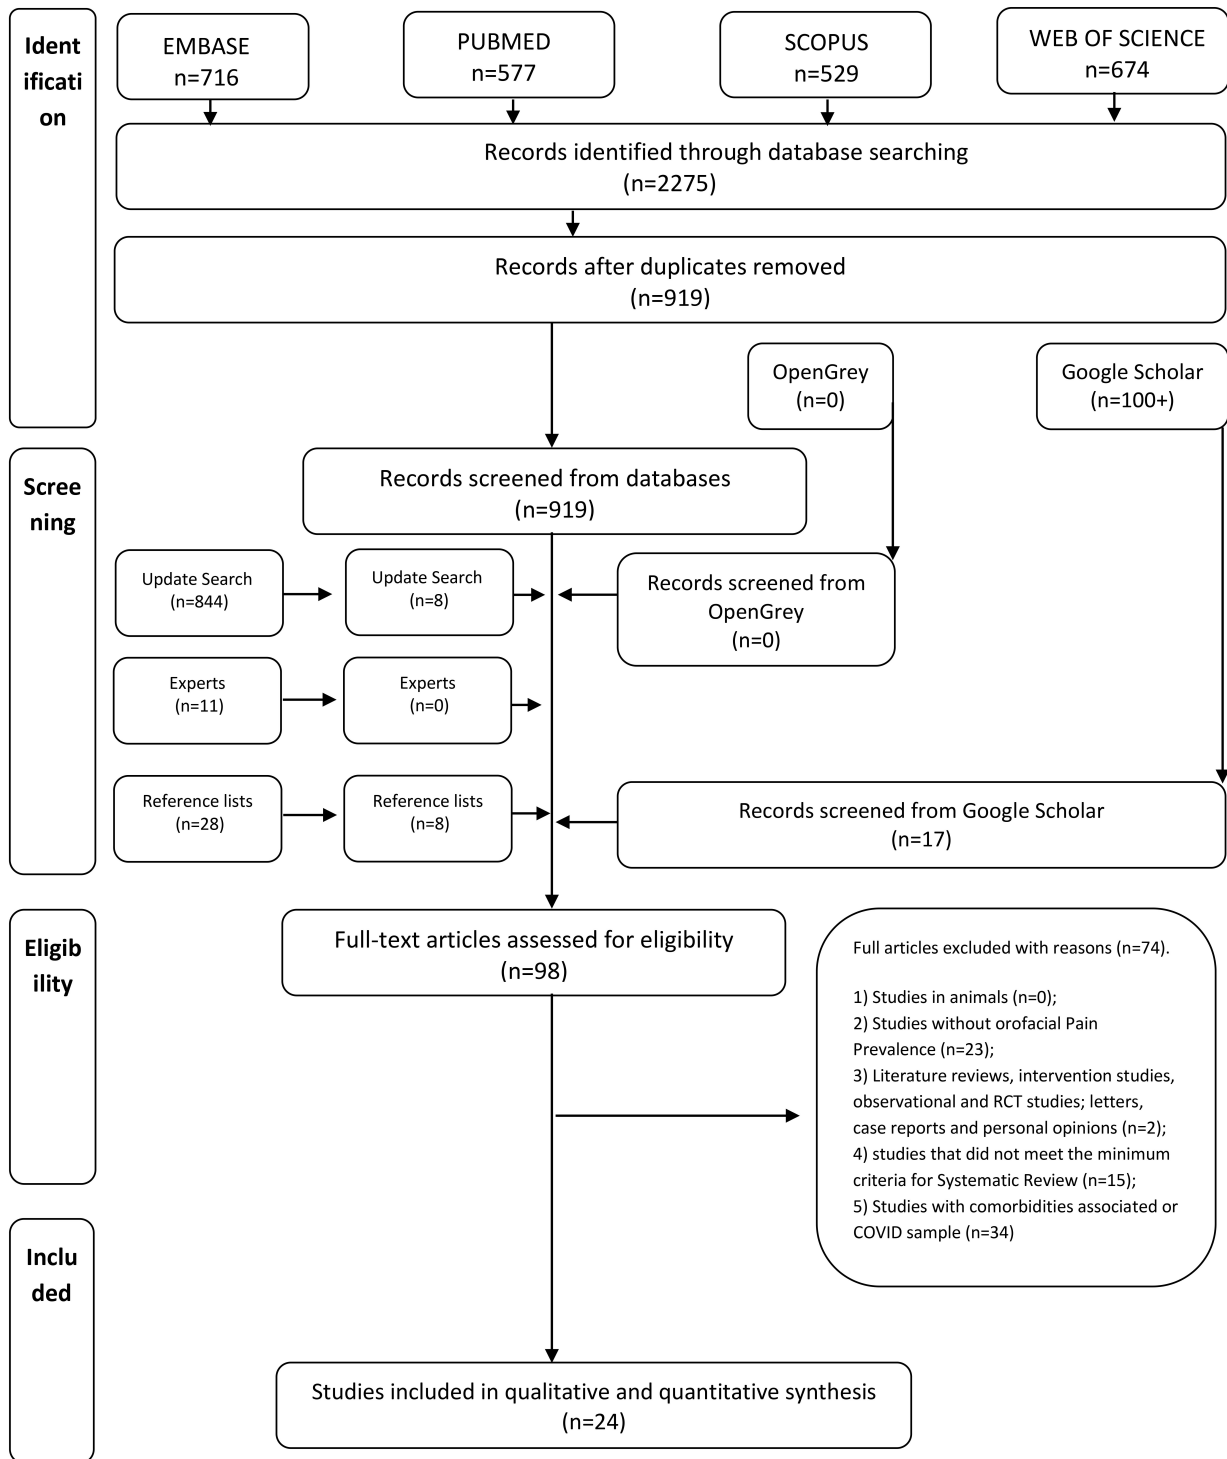 Ident
ificati
on
EMBASE
n=716
PUBMED
n=577
SCOPUS
n=529
WEB OF SCIENCE
n=674
Records identified through database searching
(n=2275)
Records after duplicates removed
(n=919)
OpenGrey
(n=0)
Google Scholar
(n=100+)
Scree
ning
Records screened from databases
(n=919)
Update Search
(n=844)
Update Search
(n=8)
Records screened from
OpenGrey
(n=0)
Experts
(n=11)
Experts
(n=0)
Reference lists
(n=28)
Reference lists
(n=8)
Records screened from Google Scholar
(n=17)
Eligib
ility
Full-text articles assessed for eligibility
(n=98)
Full articles excluded with reasons (n=74).
1) Studies in animals (n=0);
2) Studies without orofacial Pain
Prevalence (n=23);
3) Literature reviews, intervention studies,
observational and RCT studies; letters,
case reports and personal opinions (n=2);
4) studies that did not meet the minimum
criteria for Systematic Review (n=15);
5) Studies with comorbidities associated or
COVID sample (n=34)
Inclu
ded
Studies included in qualitative and quantitative synthesis
(n=24)